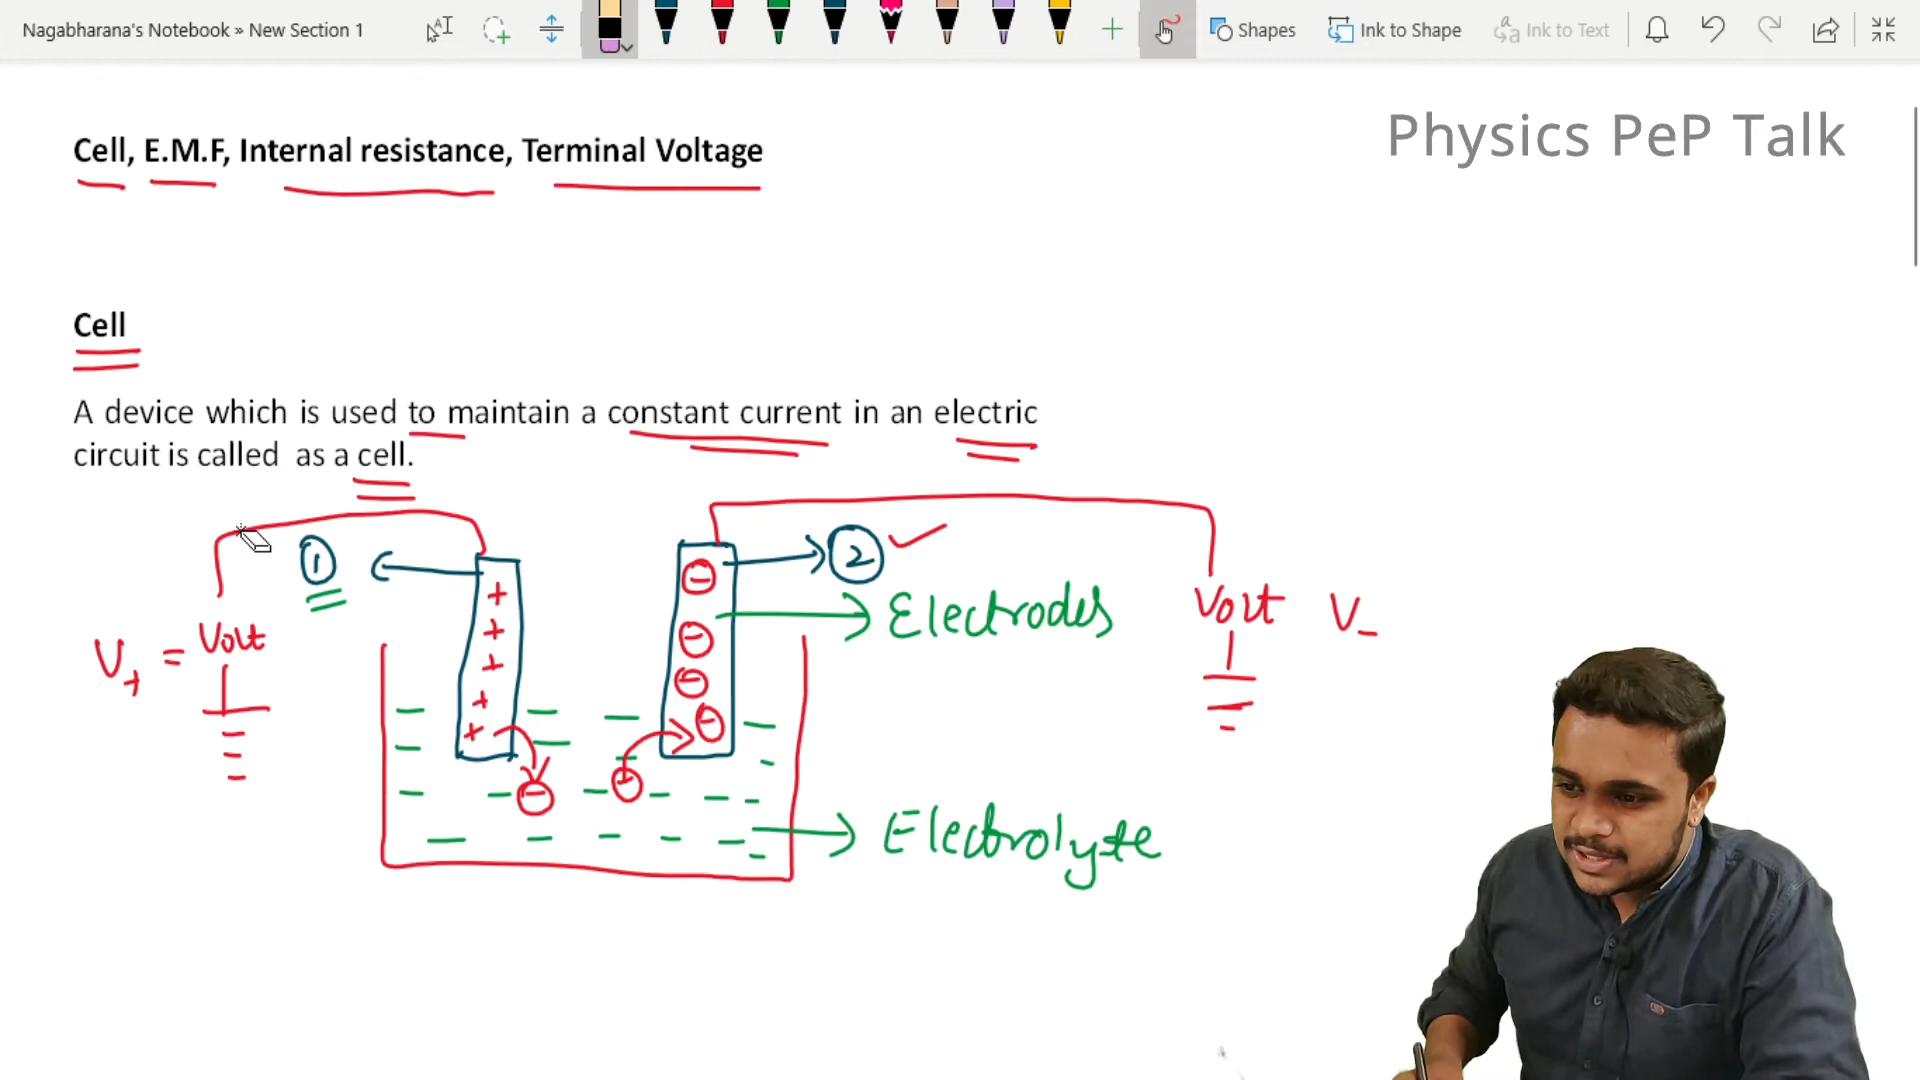 Nagabharana's Notebook » New Section 1
Shapes
Ink to Shape
Ink to Text
Physics PeP Talk
Cell, E.M.F, Internal resistance, Terminal Voltage
Cell
A device which is used to maintain a constant current in an electric
circuit is called as a cell.
1
2
Electrodes
Volt V₋
V₊ = Volt
+
+
+
+
+
−
−
−
−
−
−
Electrolyte